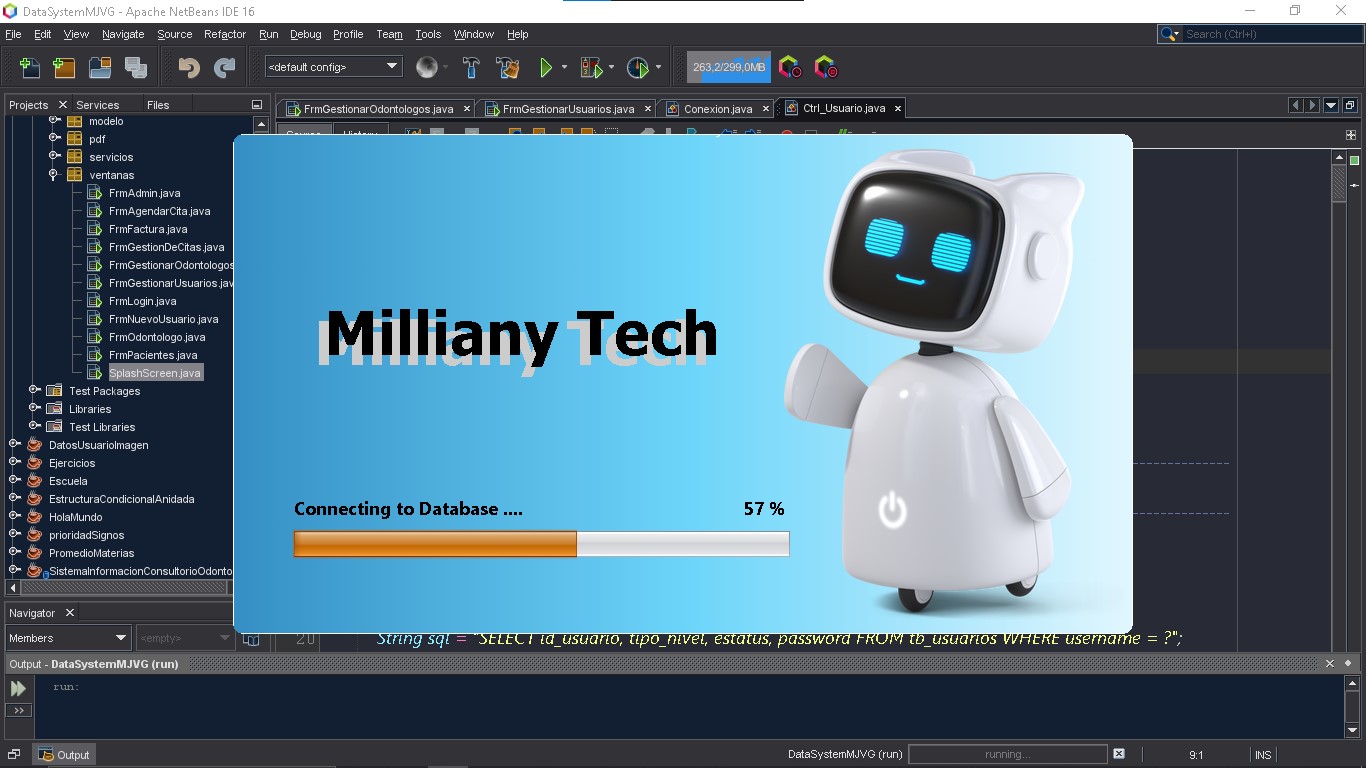 DataSystemMJVG - Apache NetBeans IDE 16
File Edit View Navigate Source Refactor Run Debug Profile Team Tools Window Help
Search (Ctrl+I)
<default config>
263,2/299,0MB
Projects Services Files
FrmGestionarOdontologos.java FrmGestionarUsuarios.java Conexion.java Ctrl_Usuario.java
Source History
modelo
pdf
servicios
ventanas
FrmAdmin.java
FrmAgendarCita.java
FrmFactura.java
FrmGestionDeCitas.java
FrmGestionarOdontologos
FrmGestionarUsuarios.jav
FrmLogin.java
FrmNuevoUsuario.java
FrmOdontologo.java
FrmPacientes.java
SplashScreen.java
Test Packages
Libraries
Test Libraries
DatosUsuarioImagen
Ejercicios
Escuela
EstructuraCondicionalAnidada
HolaMundo
prioridadSignos
PromedioMaterias
SistemaInformacionConsultorioOdonto
Milliany Tech
Connecting to Database .... 57 %
Navigator
Members <empty>
20 String sql = "SELECT id_usuario, tipo_nivel, estatus, password FROM tb_usuarios WHERE username = ?";
Output - DataSystemMJVG (run)
run:
>>
Output
DataSystemMJVG (run) running... 9:1 INS